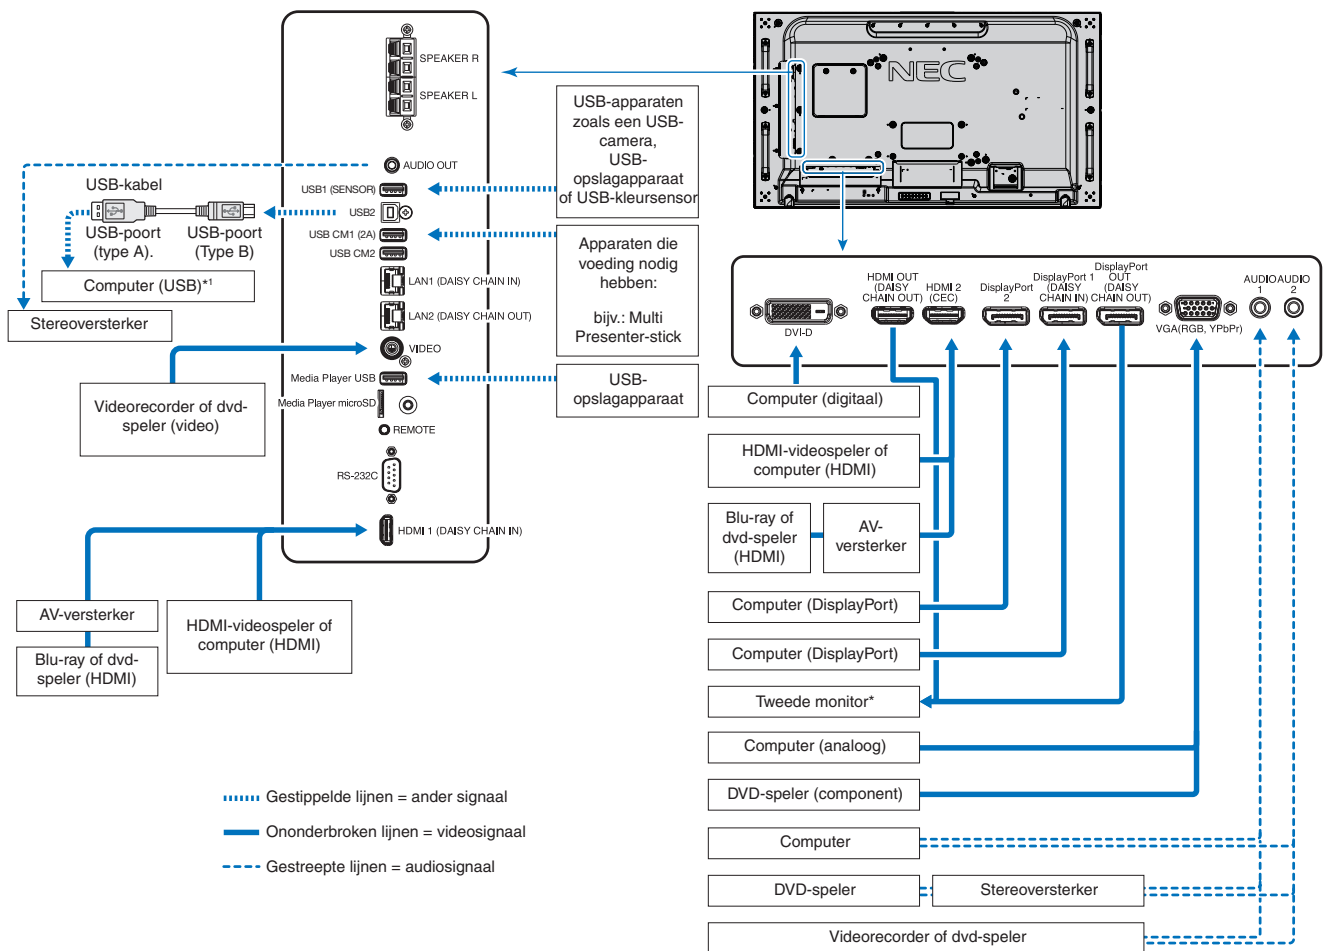 SPEAKER R
SPEAKER L
AUDIO OUT
USB1 (SENSOR)
USB2
USB CM1 (2A)
USB CM2
LAN1 (DAISY CHAIN IN)
LAN2 (DAISY CHAIN OUT)
VIDEO
Media Player USB
Media Player microSD
REMOTE
RS-232C
HDMI 1 (DAISY CHAIN IN)
USB-kabel
USB-poort
(type A).
USB-poort
(Type B)
Computer (USB)*1
Stereoversterker
Videorecorder of dvd-
speler (video)
AV-versterker
Blu-ray of dvd-
speler (HDMI)
HDMI-videospeler of
computer (HDMI)
USB-apparaten
zoals een USB-
camera,
USB-
opslagapparaat
of USB-kleursensor
Apparaten die
voeding nodig
hebben:
bijv.: Multi
Presenter-stick
USB-
opslagapparaat
NEC
DVI-D
HDMI OUT
(DAISY
CHAIN OUT)
HDMI 2
(CEC)
DisplayPort
2
DisplayPort 1
(DAISY
CHAIN IN)
DisplayPort
OUT
(DAISY
CHAIN OUT)
VGA(RGB, YPbPr)
AUDIO
1
AUDIO
2
Computer (digitaal)
HDMI-videospeler of
computer (HDMI)
Blu-ray of
dvd-speler
(HDMI)
AV-
versterker
Computer (DisplayPort)
Computer (DisplayPort)
Tweede monitor*
Computer (analoog)
DVD-speler (component)
Computer
DVD-speler
Stereoversterker
Videorecorder of dvd-speler
Gestippelde lijnen = ander signaal
Ononderbroken lijnen = videosignaal
Gestreepte lijnen = audiosignaal